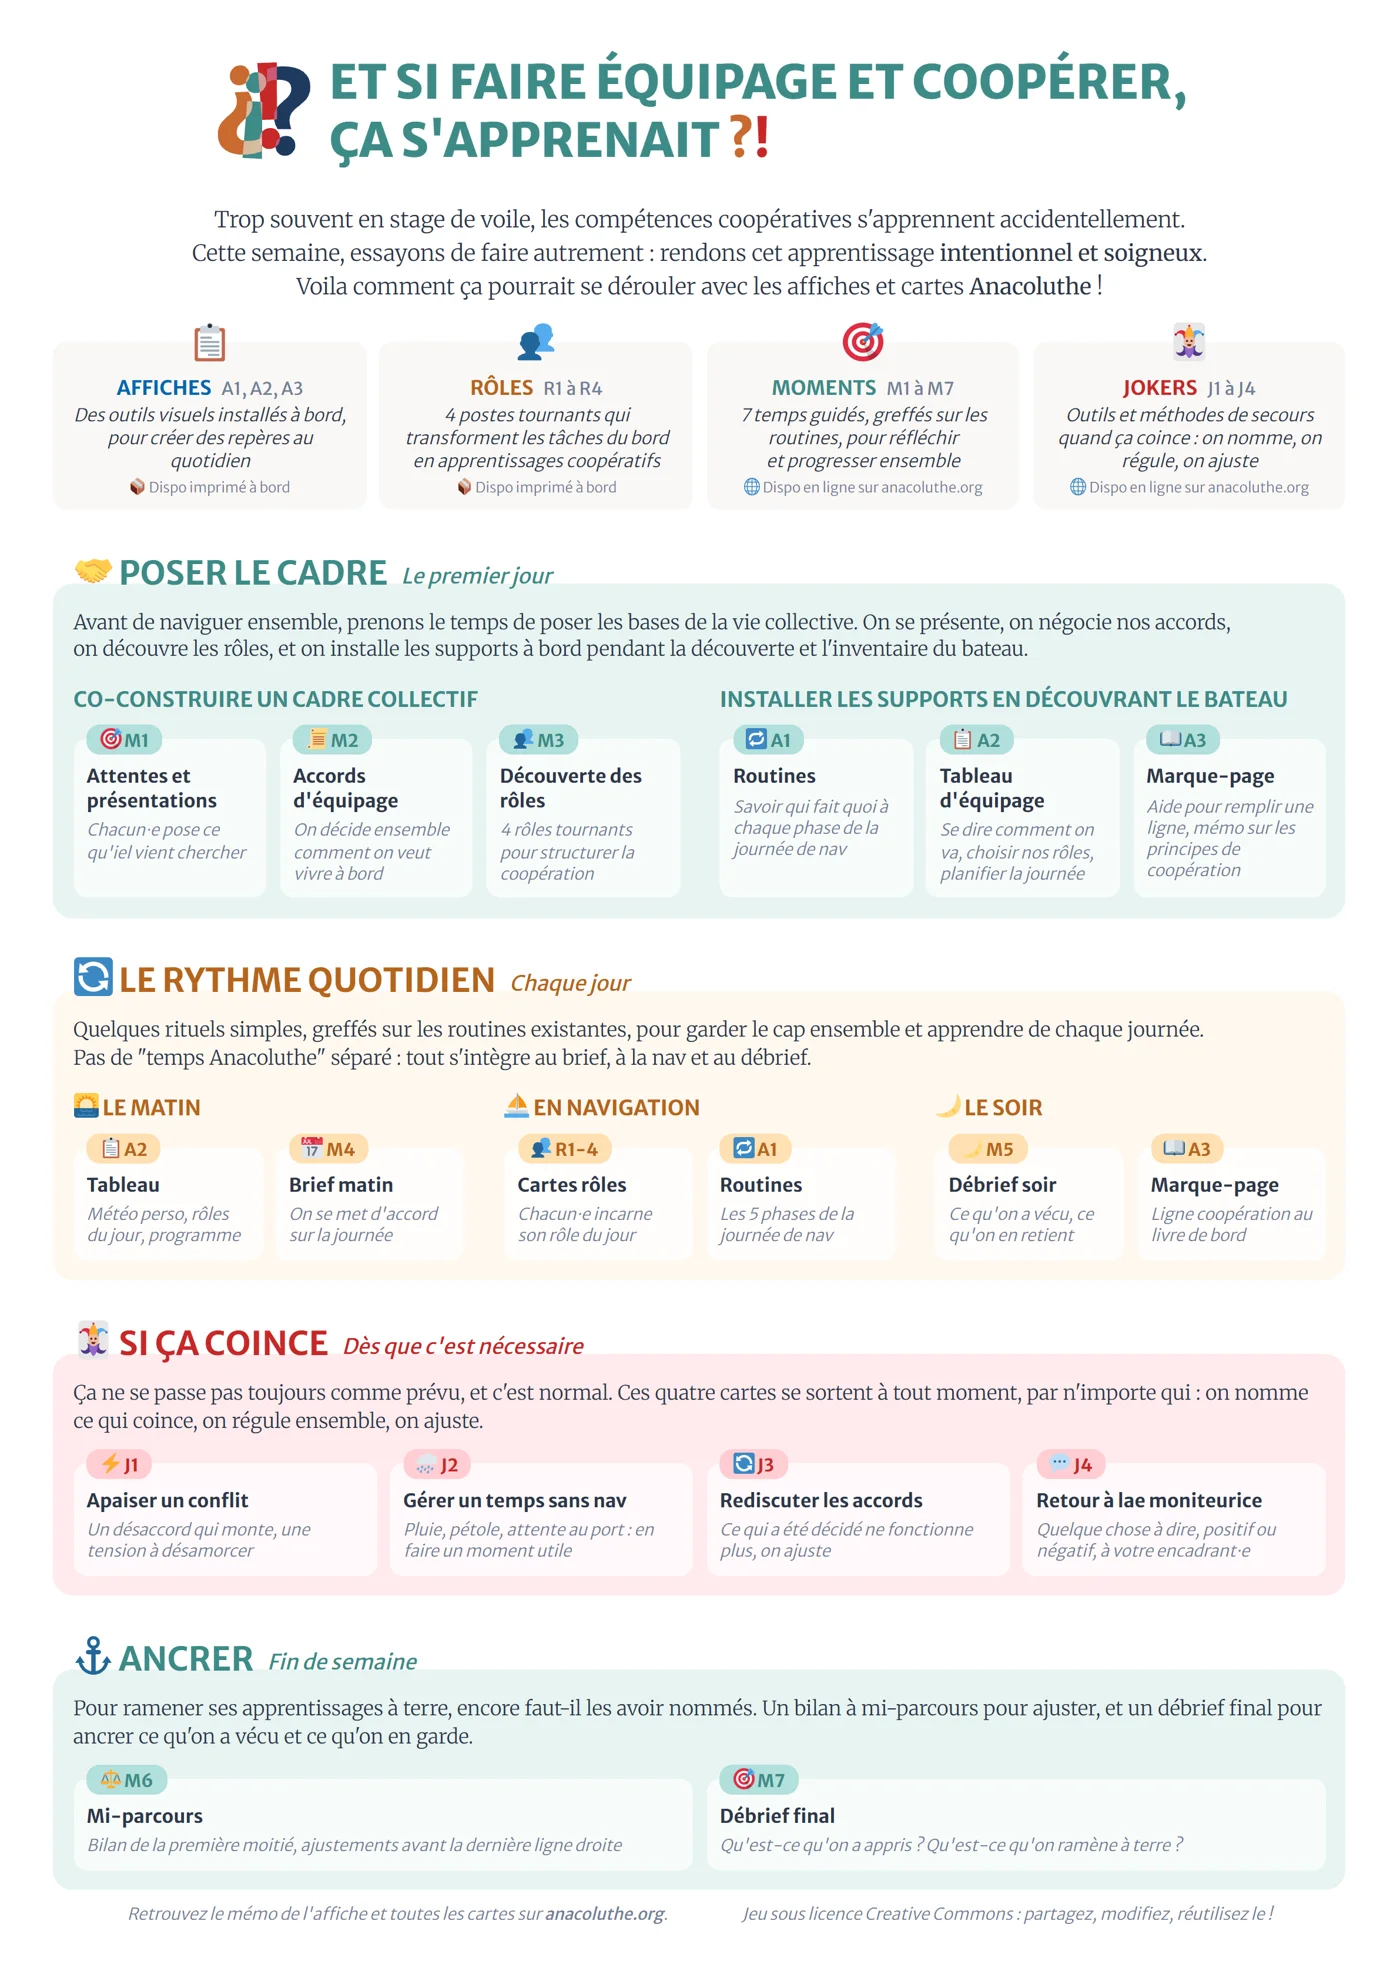 ET SI FAIRE ÉQUIPAGE ET COOPÉRER,
ÇA S'APPRENAIT ?!
Trop souvent en stage de voile, les compétences coopératives s'apprennent accidentellement.
Cette semaine, essayons de faire autrement : rendons cet apprentissage intentionnel et soigneux.
Voila comment ça pourrait se dérouler avec les affiches et cartes Anacoluthe !
AFFICHES A1, A2, A3
Des outils visuels installés à bord,
pour créer des repères au
quotidien
Dispo imprimé à bord
RÔLES R1 à R4
4 postes tournants qui
transforment les tâches du bord
en apprentissages coopératifs
Dispo imprimé à bord
MOMENTS M1 à M7
7 temps guidés, greffés sur les
routines, pour réfléchir
et progresser ensemble
Dispo en ligne sur anacoluthe.org
JOKERS J1 à J4
Outils et méthodes de secours
quand ça coince : on nomme, on
régule, on ajuste
Dispo en ligne sur anacoluthe.org
POSER LE CADRE Le premier jour
Avant de naviguer ensemble, prenons le temps de poser les bases de la vie collective. On se présente, on négocie nos accords,
on découvre les rôles, et on installe les supports à bord pendant la découverte et l'inventaire du bateau.
CO-CONSTRUIRE UN CADRE COLLECTIF
M1
Attentes et
présentations
Chacun·e pose ce
qu'iel vient chercher
M2
Accords
d'équipage
On décide ensemble
comment on veut
vivre à bord
M3
Découverte des
rôles
4 rôles tournants
pour structurer la
coopération
INSTALLER LES SUPPORTS EN DÉCOUVRANT LE BATEAU
A1
Routines
Savoir qui fait quoi à
chaque phase de la
journée de nav
A2
Tableau
d'équipage
Se dire comment on
va, choisir nos rôles,
planifier la journée
A3
Marque-page
Aide pour remplir une
ligne, mémo sur les
principes de
coopération
LE RYTHME QUOTIDIEN Chaque jour
Quelques rituels simples, greffés sur les routines existantes, pour garder le cap ensemble et apprendre de chaque journée.
Pas de "temps Anacoluthe" séparé : tout s'intègre au brief, à la nav et au débrief.
LE MATIN
A2
Tableau
Météo perso, rôles
du jour, programme
17
M4
Brief matin
On se met d'accord
sur la journée
EN NAVIGATION
R1-4
Cartes rôles
Chacun·e incarne
son rôle du jour
A1
Routines
Les 5 phases de la
journée de nav
LE SOIR
M5
Débrief soir
Ce qu'on a vécu, ce
qu'on en retient
A3
Marque-page
Ligne coopération au
livre de bord
SI ÇA COINCE Dès que c'est nécessaire
Ça ne se passe pas toujours comme prévu, et c'est normal. Ces quatre cartes se sortent à tout moment, par n'importe qui : on nomme
ce qui coince, on régule ensemble, on ajuste.
J1
Apaiser un conflit
Un désaccord qui monte, une
tension à désamorcer
J2
Gérer un temps sans nav
Pluie, pétole, attente au port : en
faire un moment utile
J3
Rediscuter les accords
Ce qui a été décidé ne fonctionne
plus, on ajuste
J4
Retour à lae moniteurice
Quelque chose à dire, positif ou
négatif, à votre encadrant·e
ANCRER Fin de semaine
Pour ramener ses apprentissages à terre, encore faut-il les avoir nommés. Un bilan à mi-parcours pour ajuster, et un débrief final pour
ancrer ce qu'on a vécu et ce qu'on en garde.
M6
Mi-parcours
Bilan de la première moitié, ajustements avant la dernière ligne droite
M7
Débrief final
Qu'est-ce qu'on a appris ? Qu'est-ce qu'on ramène à terre ?
Retrouvez le mémo de l'affiche et toutes les cartes sur anacoluthe.org.
Jeu sous licence Creative Commons : partagez, modifiez, réutilisez le !